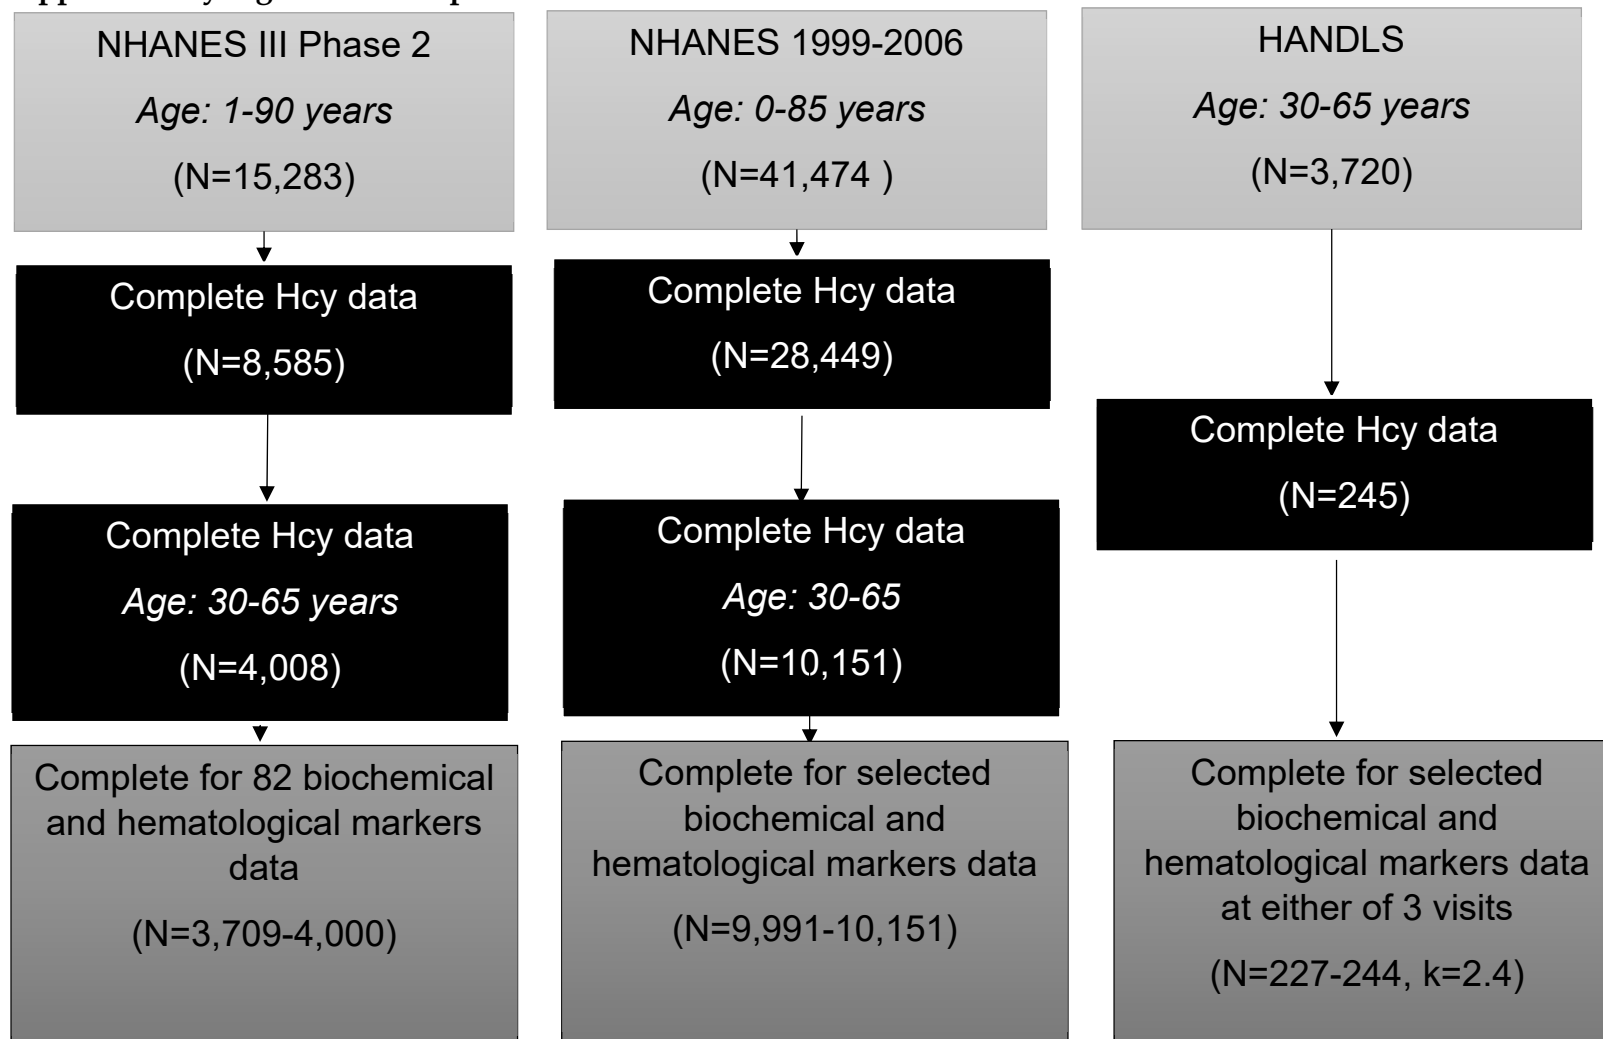 NHANES III Phase 2
Age: 1-90 years
(N=15,283)
Complete Hcy data
(N=8,585)
Complete Hcy data
Age: 30-65 years
(N=4,008)
Complete for 82 biochemical
and hematological markers
data
(N=3,709-4,000)
NHANES 1999-2006
Age: 0-85 years
(N=41,474 )
Complete Hcy data
(N=28,449)
Complete Hcy data
Age: 30-65
(N=10,151)
Complete for selected
biochemical and
hematological markers data
(N=9,991-10,151)
HANDLS
Age: 30-65 years
(N=3,720)
Complete Hcy data
(N=245)
Complete for selected
biochemical and
hematological markers data
at either of 3 visits
(N=227-244, k=2.4)